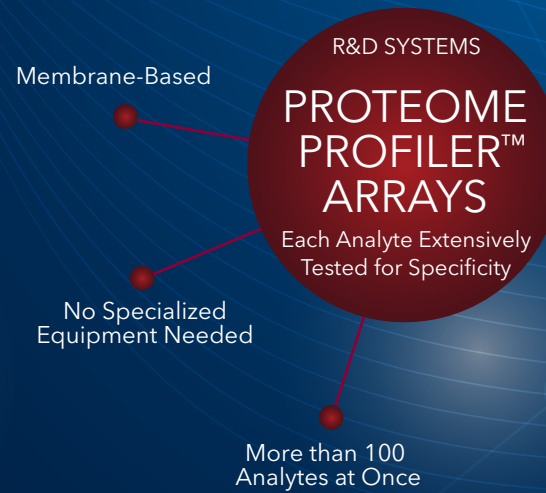 R&D SYSTEMS
PROTEOME
PROFILER™
ARRAYS
Each Analyte Extensively
Tested for Specificity
Membrane-Based
No Specialized
Equipment Needed
More than 100
Analytes at Once